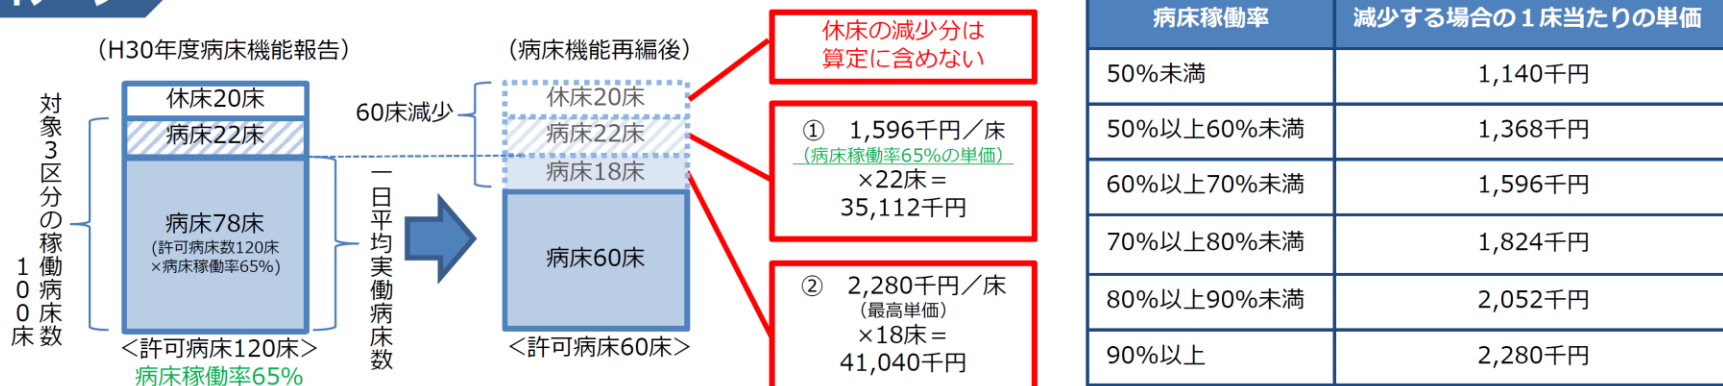 イメージ
(H30年度病床機能報告)
対象3区分の稼働病床数
100床
休床20床
病床22床
病床78床
(許可病床数120床
×病床稼働率65%)
一日平均実働病床数
<許可病床120床>
病床稼働率65%
(病床機能再編後)
60床減少
休床20床
病床22床
病床18床
病床60床
<許可病床60床>
休床の減少分は
算定に含めない
① 1,596千円/床
(病床稼働率65%の単価)
×22床=
35,112千円
② 2,280千円/床
(最高単価)
×18床=
41,040千円
病床稼働率 減少する場合の1床当たりの単価
50%未満 1,140千円
50%以上60%未満 1,368千円
60%以上70%未満 1,596千円
70%以上80%未満 1,824千円
80%以上90%未満 2,052千円
90%以上 2,280千円